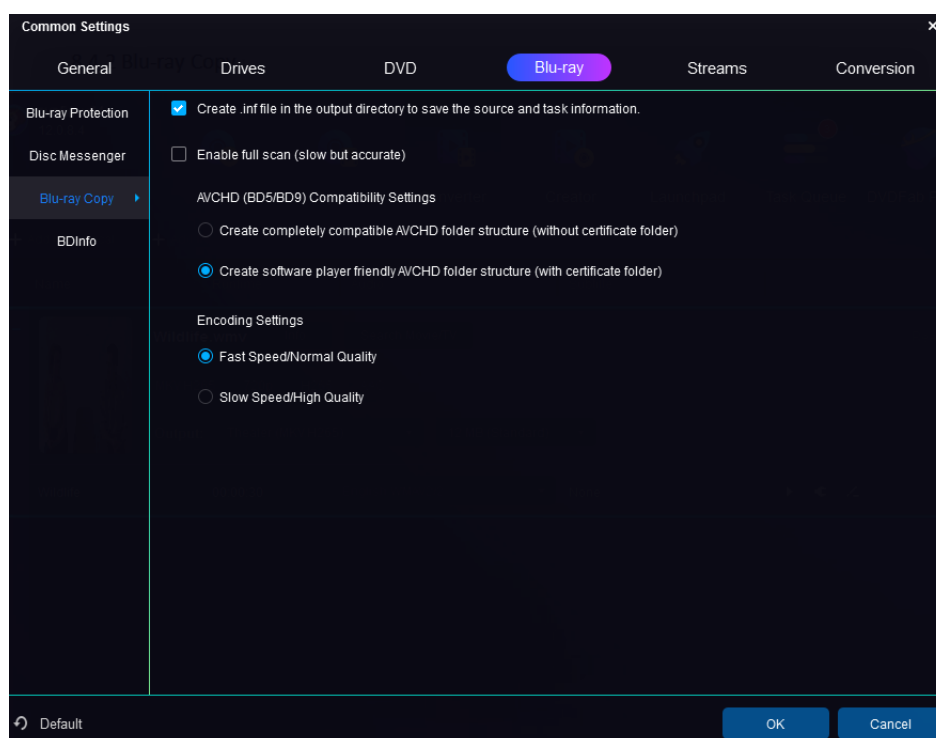 Common Settings
General
Drives
DVD
Blu-ray
Streams
Conversion
Blu-ray Protection
Disc Messenger
Blu-ray Copy
BDInfo
Create .inf file in the output directory to save the source and task information.
Enable full scan (slow but accurate)
AVCHD (BD5/BD9) Compatibility Settings
Create completely compatible AVCHD folder structure (without certificate folder)
Create software player friendly AVCHD folder structure (with certificate folder)
Encoding Settings
Fast Speed/Normal Quality
Slow Speed/High Quality
Default
OK
Cancel